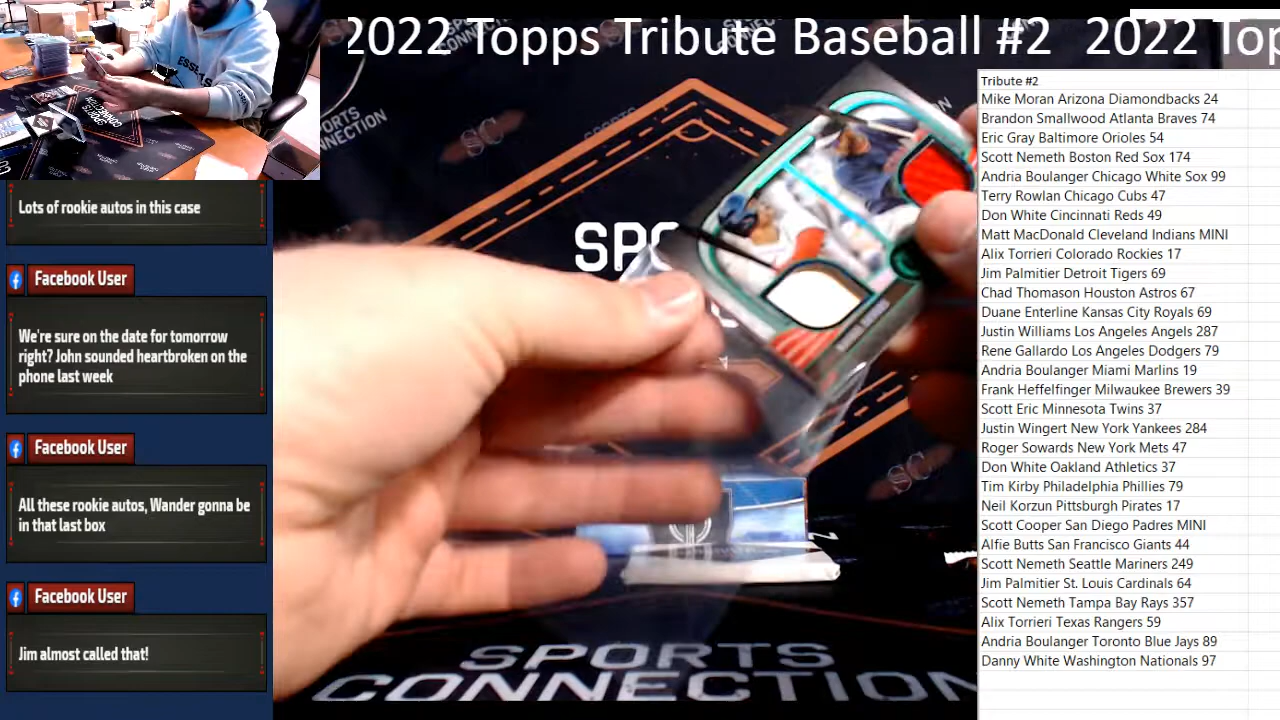 2022 Topps Tribute Baseball #2 2022 Top
Lots of rookie autos in this case
Facebook User
We're sure on the date for tomorrow
right? John sounded heartbroken on the
phone last week
Facebook User
All these rookie autos, Wander gonna be
in that last box
Facebook User
Jim almost called that!
SPORTS
CONNECTION
SC
SPO
SC
SPORTS
CONNECTION
Tribute #2
Mike Moran Arizona Diamondbacks 24
Brandon Smallwood Atlanta Braves 74
Eric Gray Baltimore Orioles 54
Scott Nemeth Boston Red Sox 174
Andria Boulanger Chicago White Sox 99
Terry Rowlan Chicago Cubs 47
Don White Cincinnati Reds 49
Matt MacDonald Cleveland Indians MINI
Alix Torrieri Colorado Rockies 17
Jim Palmitier Detroit Tigers 69
Chad Thomason Houston Astros 67
Duane Enterline Kansas City Royals 69
Justin Williams Los Angeles Angels 287
Rene Gallardo Los Angeles Dodgers 79
Andria Boulanger Miami Marlins 19
Frank Heffelfinger Milwaukee Brewers 39
Scott Eric Minnesota Twins 37
Justin Wingert New York Yankees 284
Roger Sowards New York Mets 47
Don White Oakland Athletics 37
Tim Kirby Philadelphia Phillies 79
Neil Korzun Pittsburgh Pirates 17
Scott Cooper San Diego Padres MINI
Alfie Butts San Francisco Giants 44
Scott Nemeth Seattle Mariners 249
Jim Palmitier St. Louis Cardinals 64
Scott Nemeth Tampa Bay Rays 357
Alix Torrieri Texas Rangers 59
Andria Boulanger Toronto Blue Jays 89
Danny White Washington Nationals 97